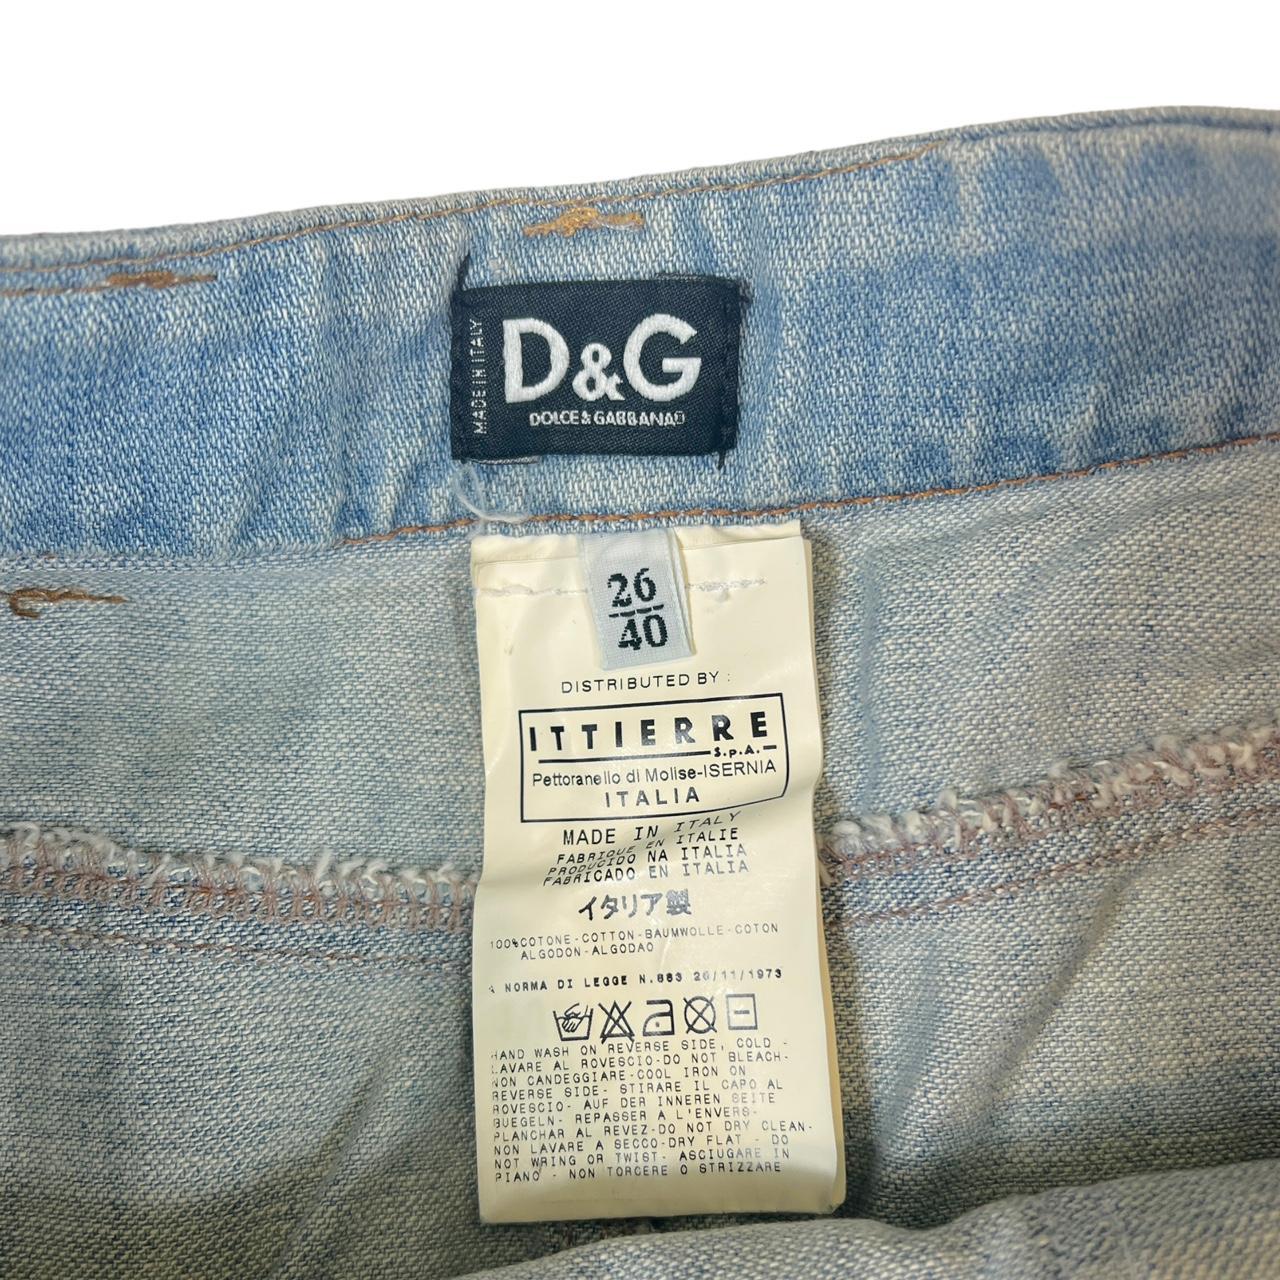 MADE IN ITALY
D&G
DOLCE & GABBANA
26
40
DISTRIBUTED BY :
ITTIERRE
S.p.A.
Pettoranello di Molise-ISERNIA
ITALIA
MADE IN ITALY
FABRIQUE EN ITALIE
PRODUCIDO NA ITALIA
FABRICADO EN ITALIA
イタリア製
100%COTONE-COTTON-BAUMWOLLE-COTON
ALGODON-ALGODAO
A NORMA DI LEGGE N.883 26/11/1973
HAND WASH ON REVERSE SIDE, COLD -
LAVARE AL ROVESCIO-DO NOT BLEACH-
NON CANDEGGIARE-COOL IRON ON
REVERSE SIDE- STIRARE IL CAPO AL
ROVESCIO- AUF DER INNEREN SEITE
BUEGELN- REPASSER A L'ENVERS-
PLANCHAR AL REVEZ-DO NOT DRY CLEAN-
NON LAVARE A SECCO-DRY FLAT - DO
NOT WRING OR TWIST- ASCIUGARE IN
PIANO - NON TORCERE O STRIZZARE